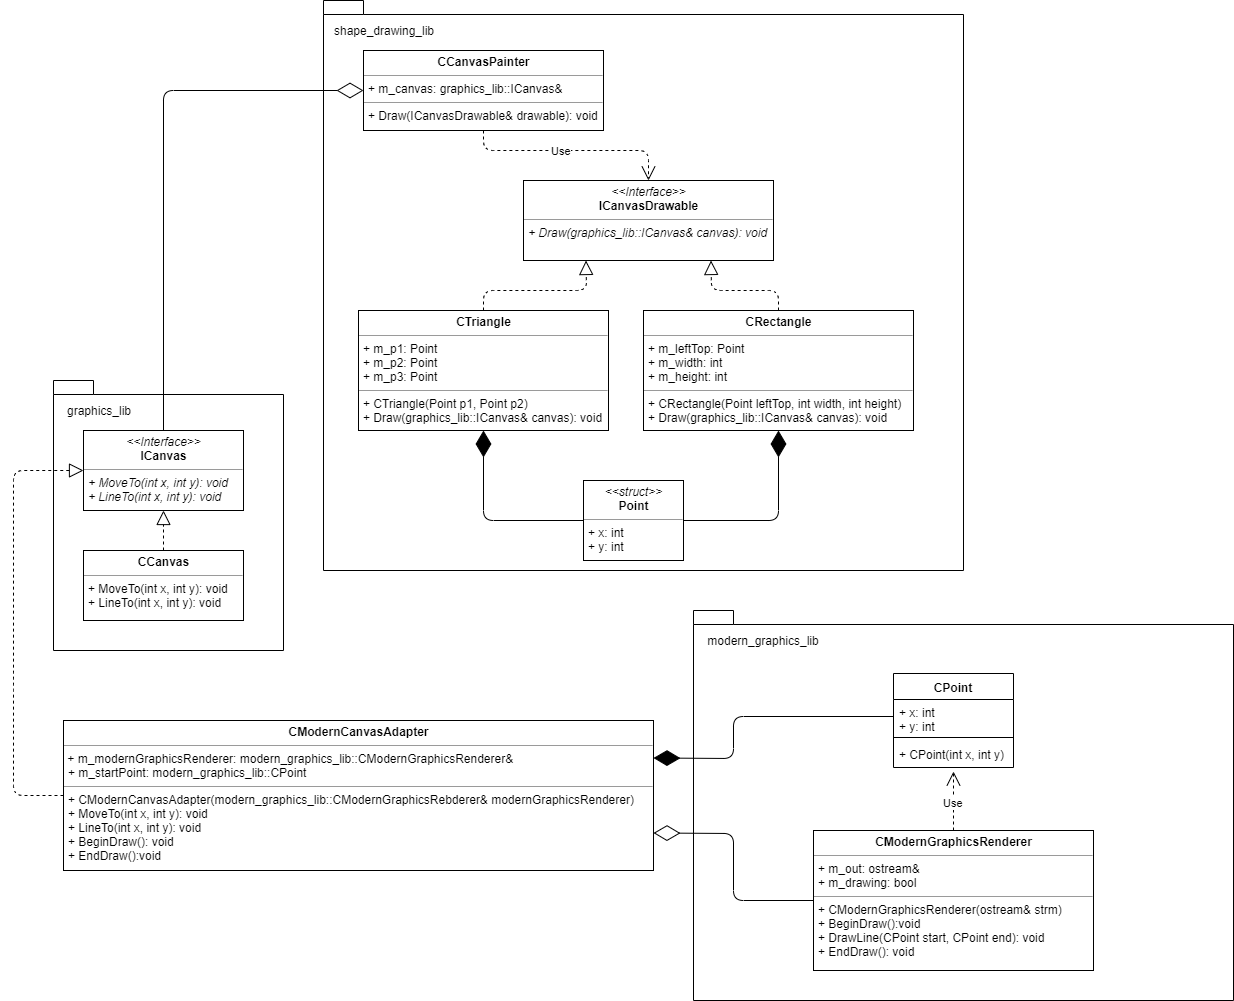 shape_drawing_lib
CCanvasPainter
+ m_canvas: graphics_lib::ICanvas&
+ Draw(ICanvasDrawable& drawable): void
Use
<<Interface>>
ICanvasDrawable
+ Draw(graphics_lib::ICanvas& canvas): void
CTriangle
+ m_p1: Point
+ m_p2: Point
+ m_p3: Point
+ CTriangle(Point p1, Point p2)
+ Draw(graphics_lib::ICanvas& canvas): void
CRectangle
+ m_leftTop: Point
+ m_width: int
+ m_height: int
+ CRectangle(Point leftTop, int width, int height)
+ Draw(graphics_lib::ICanvas& canvas): void
<<struct>>
Point
+ x: int
+ y: int
graphics_lib
<<Interface>>
ICanvas
+ MoveTo(int x, int y): void
+ LineTo(int x, int y): void
CCanvas
+ MoveTo(int x, int y): void
+ LineTo(int x, int y): void
modern_graphics_lib
CPoint
+ x: int
+ y: int
+ CPoint(int x, int y)
Use
CModernGraphicsRenderer
+ m_out: ostream&
+ m_drawing: bool
+ CModernGraphicsRenderer(ostream& strm)
+ BeginDraw():void
+ DrawLine(CPoint start, CPoint end): void
+ EndDraw(): void
CModernCanvasAdapter
+ m_modernGraphicsRenderer: modern_graphics_lib::CModernGraphicsRenderer&
+ m_startPoint: modern_graphics_lib::CPoint
+ CModernCanvasAdapter(modern_graphics_lib::CModernGraphicsRebderer& modernGraphicsRenderer)
+ MoveTo(int x, int y): void
+ LineTo(int x, int y): void
+ BeginDraw(): void
+ EndDraw():void